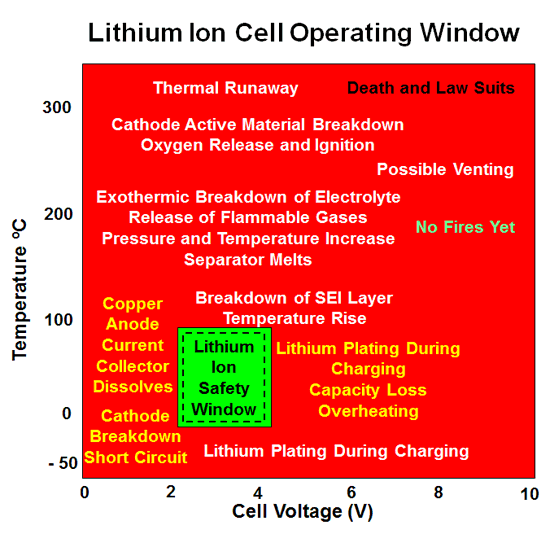 Lithium Ion Cell Operating Window
Thermal Runaway
Death and Law Suits
300
Cathode Active Material Breakdown
Oxygen Release and Ignition
Possible Venting
Exothermic Breakdown of Electrolyte
200
Release of Flammable Gases
No Fires Yet
Pressure and Temperature Increase
Separator Melts
Temperature ºC
Breakdown of SEI Layer
Temperature Rise
100
Copper
Anode
Current
Collector
Dissolves
Lithium
Ion
Safety
Window
Lithium Plating During
Charging
Capacity Loss
Overheating
0
Cathode
Breakdown
Short Circuit
Lithium Plating During Charging
- 50
0
2
4
6
8
10
Cell Voltage (V)